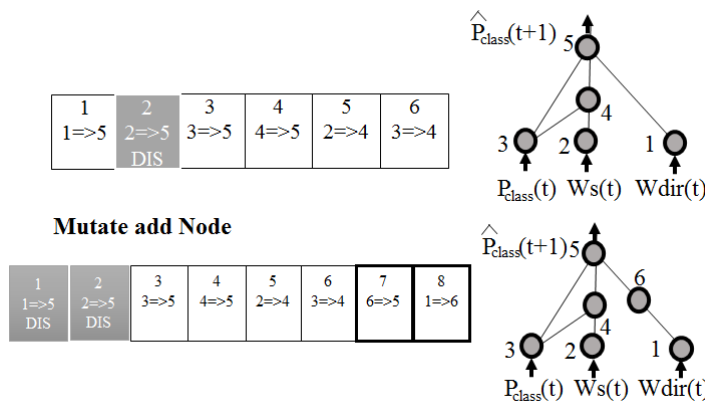 P̂class(t+1)
5
4
3
2
1
Pclass(t) Ws(t) Wdir(t)
1 2 3 4 5 6
1=>5 2=>5 3=>5 4=>5 2=>4 3=>4
DIS
Mutate add Node
P̂class(t+1) 5
6
4
3
2
1
Pclass(t) Ws(t) Wdir(t)
1 2 3 4 5 6 7 8
1=>5 2=>5 3=>5 4=>5 2=>4 3=>4 6=>5 1=>6
DIS DIS